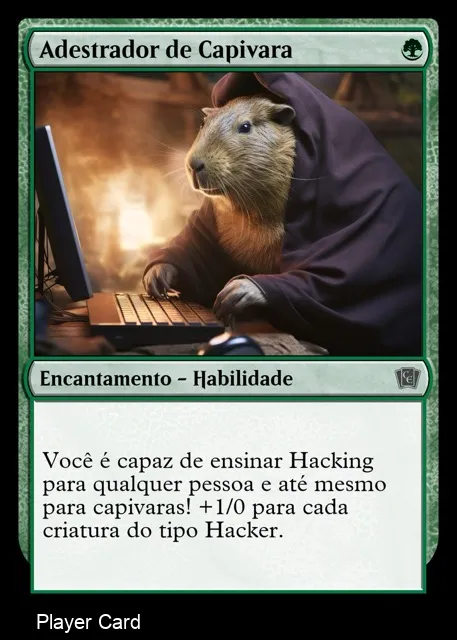 Adestrador de Capivara
Encantamento – Habilidade
CE
Você é capaz de ensinar Hacking
para qualquer pessoa e até mesmo
para capivaras! +1/0 para cada
criatura do tipo Hacker.
Player Card